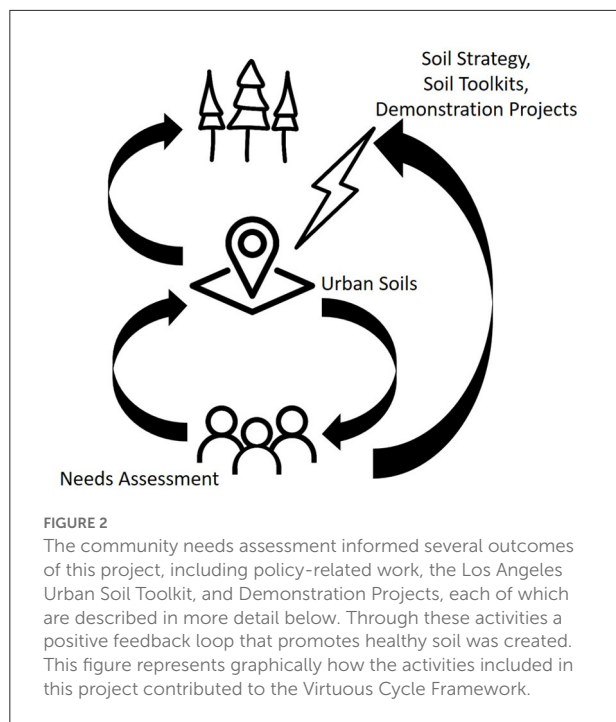 Soil Strategy,
Soil Toolkits,
Demonstration Projects
Urban Soils
Needs Assessment
FIGURE 2
The community needs assessment informed several outcomes
of this project, including policy-related work, the Los Angeles
Urban Soil Toolkit, and Demonstration Projects, each of which
are described in more detail below. Through these activities a
positive feedback loop that promotes healthy soil was created.
This figure represents graphically how the activities included in
this project contributed to the Virtuous Cycle Framework.